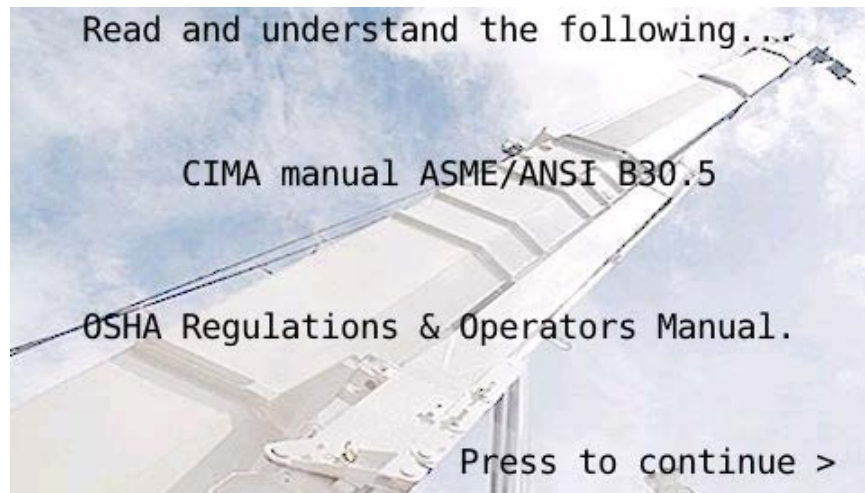 Read and understand the following...
CIMA manual ASME/ANSI B30.5
OSHA Regulations & Operators Manual.
Press to continue >